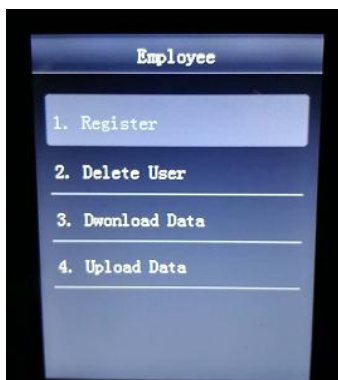 Employee
1. Register
2. Delete User
3. Dwonload Data
4. Upload Data